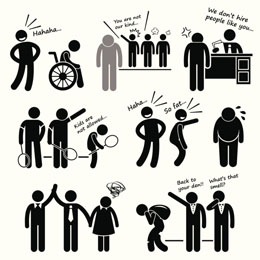 Hahaha...
You are not
our kind...
We don't hire
people like you...
Kids are
not allowed...
Haha...
So fat...
Back to
your den!!
What's that
smell?